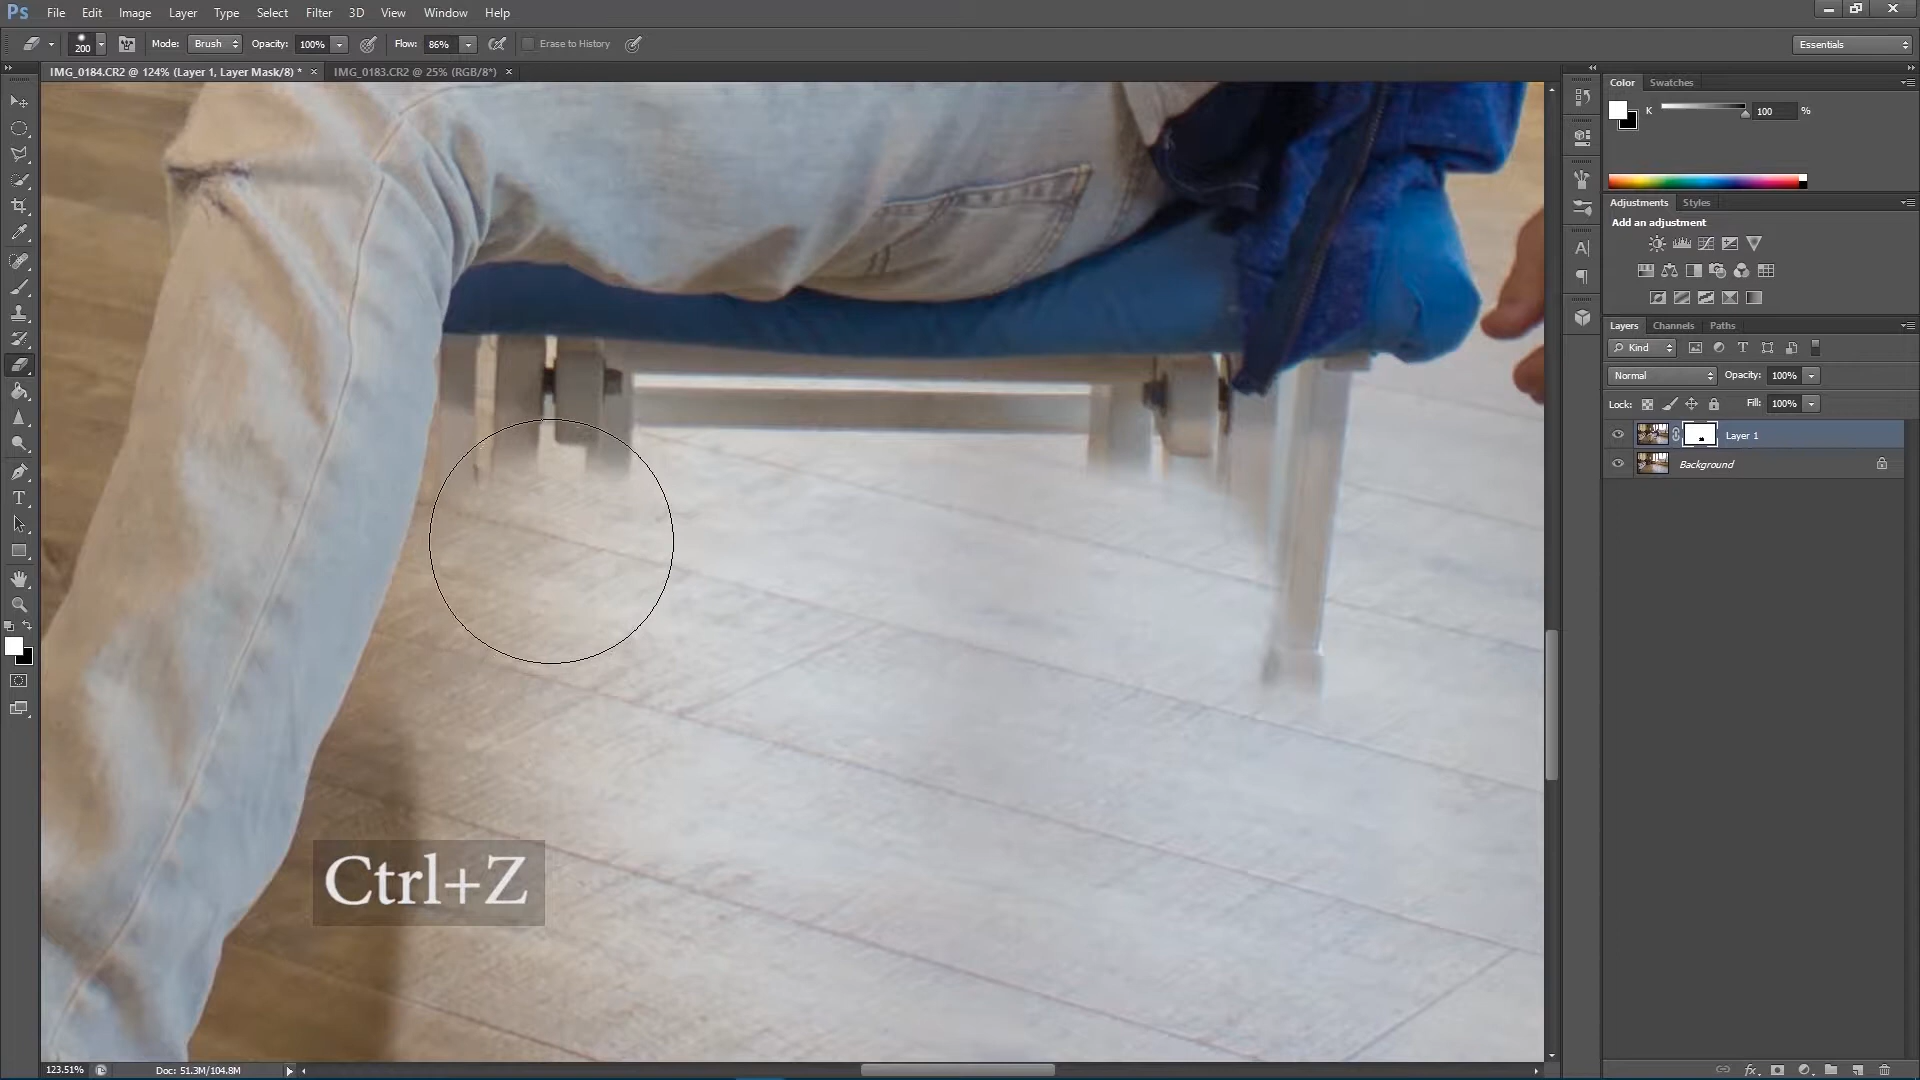 Ps File Edit Image Layer Type Select Filter 3D View Window Help
200 Mode: Brush Opacity: 100% Flow: 86% Erase to History Essentials
IMG_0184.CR2 @ 124% (Layer 1, Layer Mask/8) * × IMG_0183.CR2 @ 25% (RGB/8*) ×
Color Swatches
K 100 %
Adjustments Styles
Add an adjustment
Layers Channels Paths
Kind
Normal Opacity: 100%
Lock: Fill: 100%
Layer 1
Background
Ctrl+Z
123.51% Doc: 51.3M/104.8M